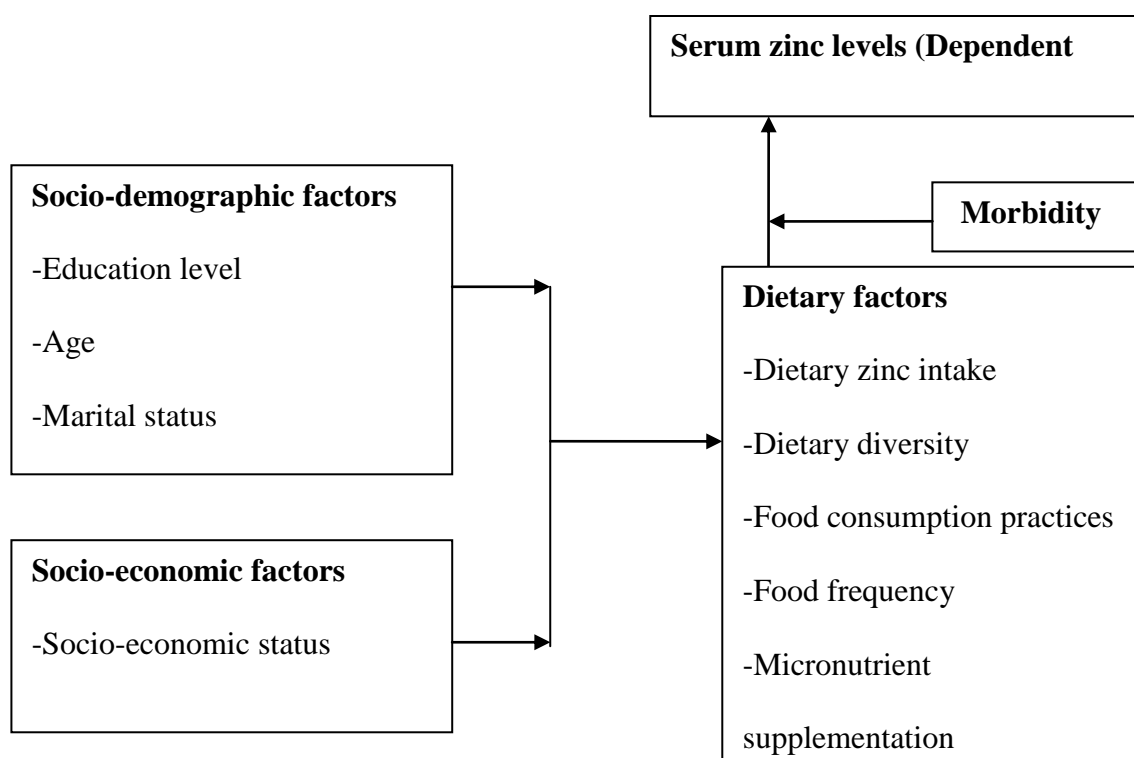 Serum zinc levels (Dependent
Socio-demographic factors
-Education level
-Age
-Marital status
Morbidity
Dietary factors
-Dietary zinc intake
-Dietary diversity
-Food consumption practices
-Food frequency
-Micronutrient
supplementation
Socio-economic factors
-Socio-economic status